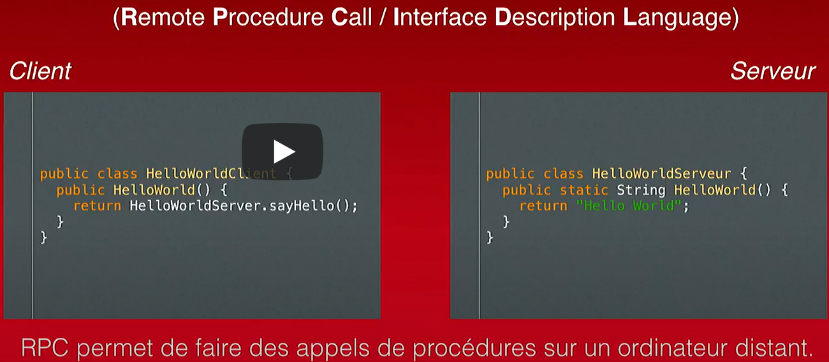 (Remote Procedure Call / Interface Description Language)
Client
Serveur
public class HelloWorldClient {
public HelloWorld() {
return HelloWorldServer.sayHello();
}
}
public class HelloWorldServeur {
public static String HelloWorld() {
return "Hello World";
}
}
RPC permet de faire des appels de procédures sur un ordinateur distant.